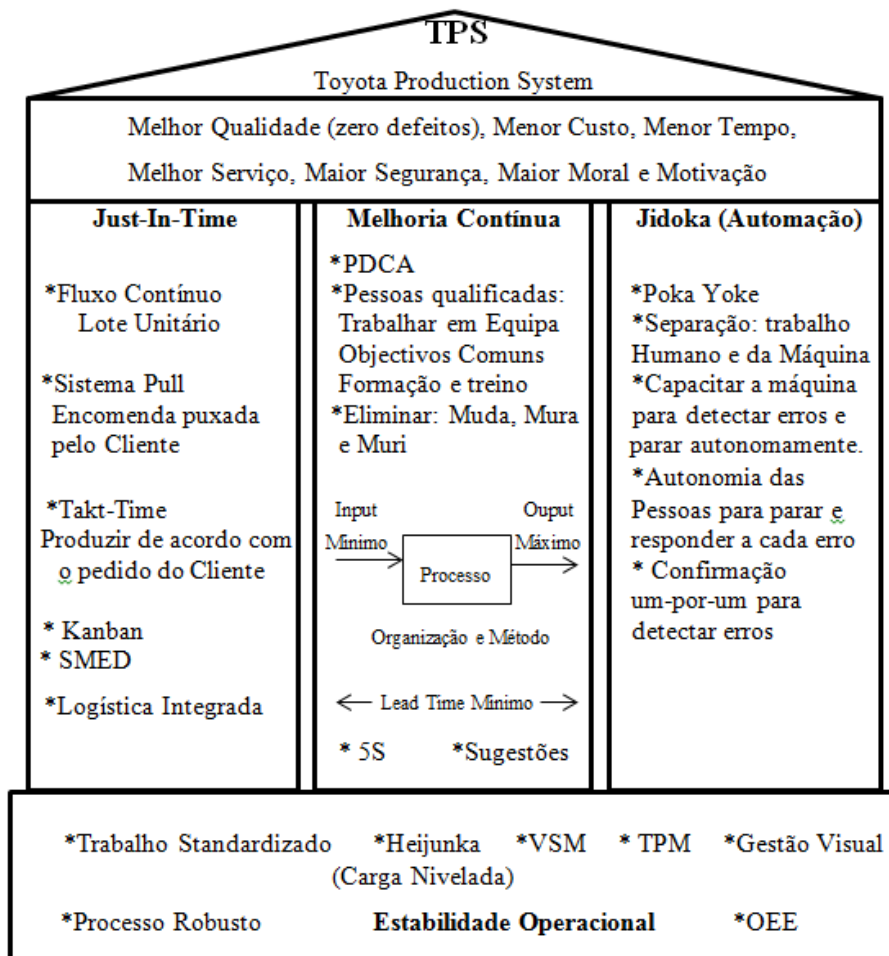 TPS
Toyota Production System
Melhor Qualidade (zero defeitos), Menor Custo, Menor Tempo,
Melhor Serviço, Maior Segurança, Maior Moral e Motivação
Just-In-Time
*Fluxo Contínuo
Lote Unitário
*Sistema Pull
Encomenda puxada
pelo Cliente
*Takt-Time
Produzir de acordo com
o pedido do Cliente
* Kanban
* SMED
*Logística Integrada
Melhoria Contínua
*PDCA
*Pessoas qualificadas:
Trabalhar em Equipa
Objectivos Comuns
Formação e treino
*Eliminar: Muda, Mura
e Muri
Input
Mínimo
Processo
Ouput
Máximo
Organização e Método
Lead Time Mínimo
* 5S *Sugestões
Jidoka (Automação)
*Poka Yoke
*Separação: trabalho
Humano e da Máquina
*Capacitar a máquina
para detectar erros e
parar autonomamente.
*Autonomia das
Pessoas para parar e
responder a cada erro
* Confirmação
um-por-um para
detectar erros
*Trabalho Standardizado *Heijunka *VSM * TPM *Gestão Visual
(Carga Nivelada)
*Processo Robusto Estabilidade Operacional *OEE